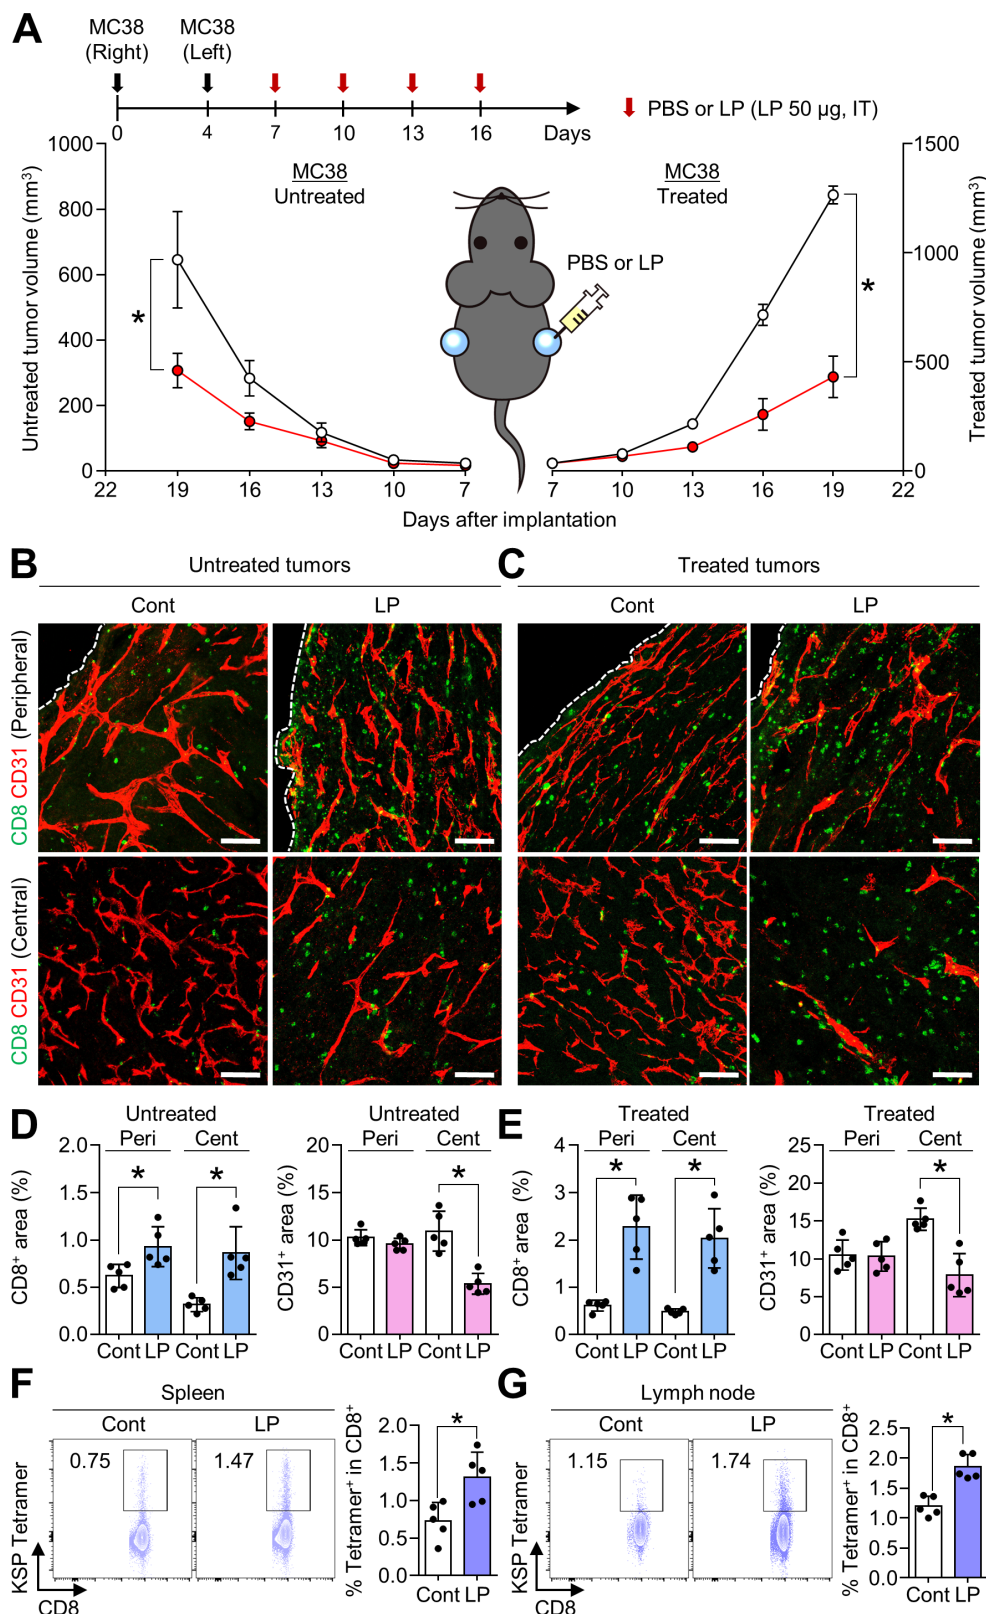 A
MC38
(Right)
MC38
(Left)
0 4 7 10 13 16 Days
PBS or LP (LP 50 µg, IT)
MC38
Untreated
MC38
Treated
PBS or LP
Untreated tumor volume (mm³)
1000
800
600
400
200
0
*
22 19 16 13 10 7
Treated tumor volume (mm³)
1500
1000
500
0
*
7 10 13 16 19 22
Days after implantation
B
Untreated tumors
Cont LP
C
Treated tumors
Cont LP
CD8 CD31 (Peripheral)
CD8 CD31 (Central)
D
Untreated
Peri Cent
CD8⁺ area (%)
2.0
1.5
1.0
0.5
0.0
* *
Cont LP Cont LP
Untreated
Peri Cent
CD31⁺ area (%)
20
15
10
5
0
*
Cont LP Cont LP
E
Treated
Peri Cent
CD8⁺ area (%)
4
3
2
1
0
* *
Cont LP Cont LP
Treated
Peri Cent
CD31⁺ area (%)
25
20
15
10
5
0
*
Cont LP Cont LP
F
Spleen
Cont LP
0.75 1.47
KSP Tetramer
CD8
% Tetramer⁺ in CD8⁺
2.0
1.5
1.0
0.5
0.0
*
Cont LP
G
Lymph node
Cont LP
1.15 1.74
KSP Tetramer
CD8
% Tetramer⁺ in CD8⁺
2.5
2.0
1.5
1.0
0.5
0.0
*
Cont LP